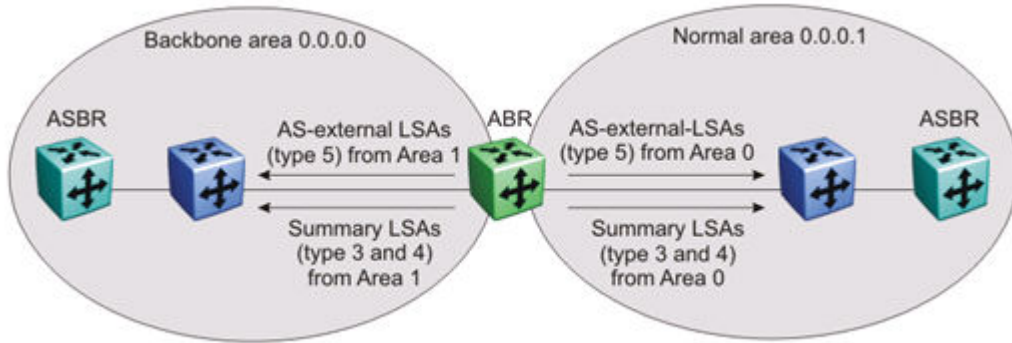 Backbone area 0.0.0.0
Normal area 0.0.0.1
ASBR
AS-external LSAs
(type 5) from Area 1
ABR
AS-external-LSAs
(type 5) from Area 0
ASBR
Summary LSAs
(type 3 and 4)
from Area 1
Summary LSAs
(type 3 and 4)
from Area 0